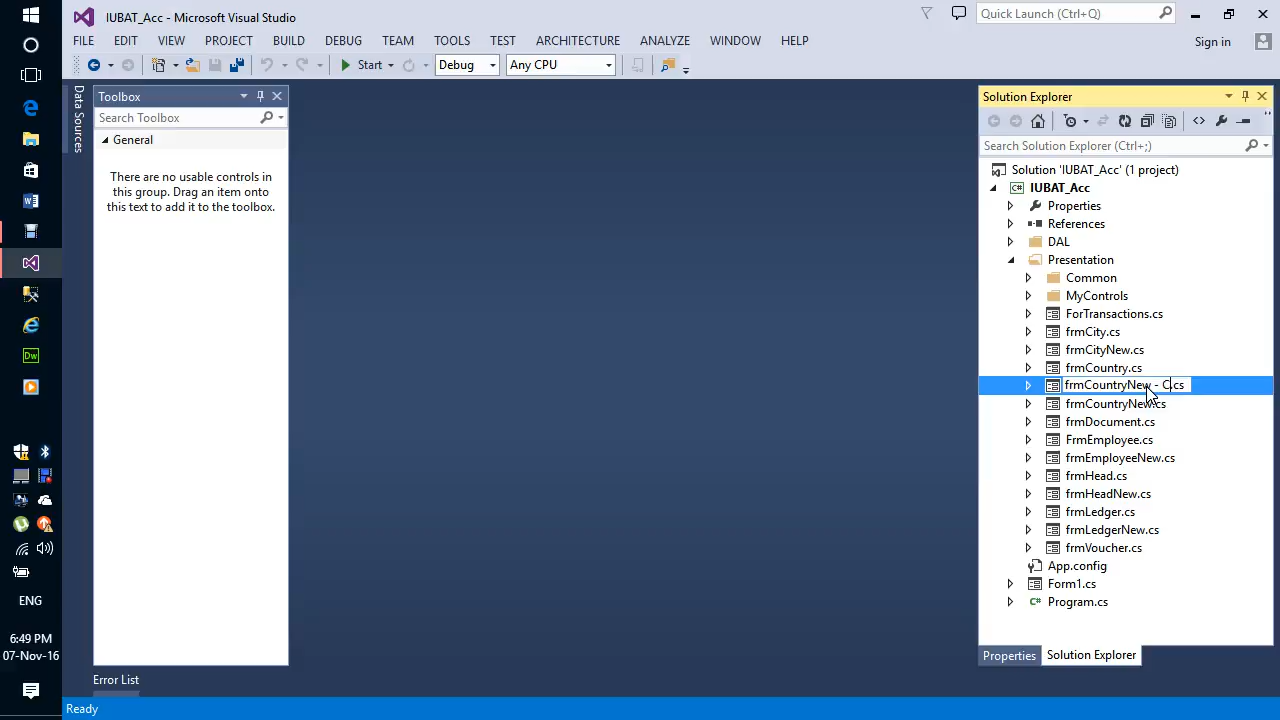 IUBAT_Acc - Microsoft Visual Studio
Quick Launch (Ctrl+Q)
FILE EDIT VIEW PROJECT BUILD DEBUG TEAM TOOLS TEST ARCHITECTURE ANALYZE WINDOW HELP
Sign in
Start Debug Any CPU
Data Sources
Toolbox
Search Toolbox
General
There are no usable controls in
this group. Drag an item onto
this text to add it to the toolbox.
Solution Explorer
Search Solution Explorer (Ctrl+;)
Solution 'IUBAT_Acc' (1 project)
IUBAT_Acc
Properties
References
DAL
Presentation
Common
MyControls
ForTransactions.cs
frmCity.cs
frmCityNew.cs
frmCountry.cs
frmCountryNew - C.cs
frmCountryNew.cs
frmDocument.cs
FrmEmployee.cs
frmEmployeeNew.cs
frmHead.cs
frmHeadNew.cs
frmLedger.cs
frmLedgerNew.cs
frmVoucher.cs
App.config
Form1.cs
Program.cs
Properties Solution Explorer
Error List
Ready
Dw
ENG
6:49 PM
07-Nov-16